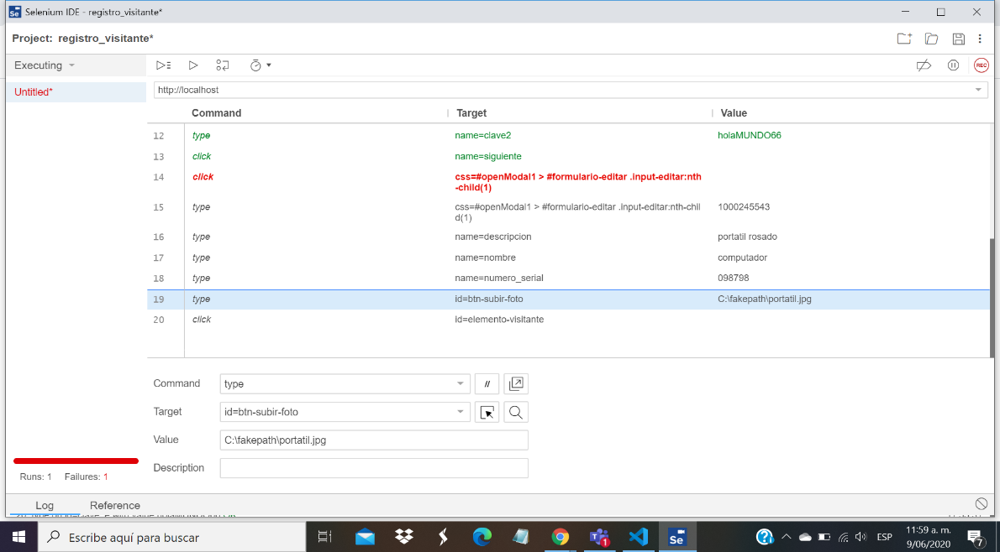 Selenium IDE - registro_visitante*
Project: registro_visitante*
Executing
REC
Untitled*
http://localhost
Command Target Value
12 type name=clave2 holaMUNDO66
13 click name=siguiente
14 click css=#openModal1 > #formulario-editar .input-editar:nth
-child(1)
15 type css=#openModal1 > #formulario-editar .input-editar:nth-chil 1000245543
d(1)
16 type name=descripcion portatil rosado
17 type name=nombre computador
18 type name=numero_serial 098798
19 type id=btn-subir-foto C:\fakepath\portatil.jpg
20 click id=elemento-visitante
Command type //
Target id=btn-subir-foto
Value C:\fakepath\portatil.jpg
Description
Runs: 1 Failures: 1
Log Reference
Escribe aquí para buscar
1
Se
ESP
11:59 a. m.
9/06/2020
7